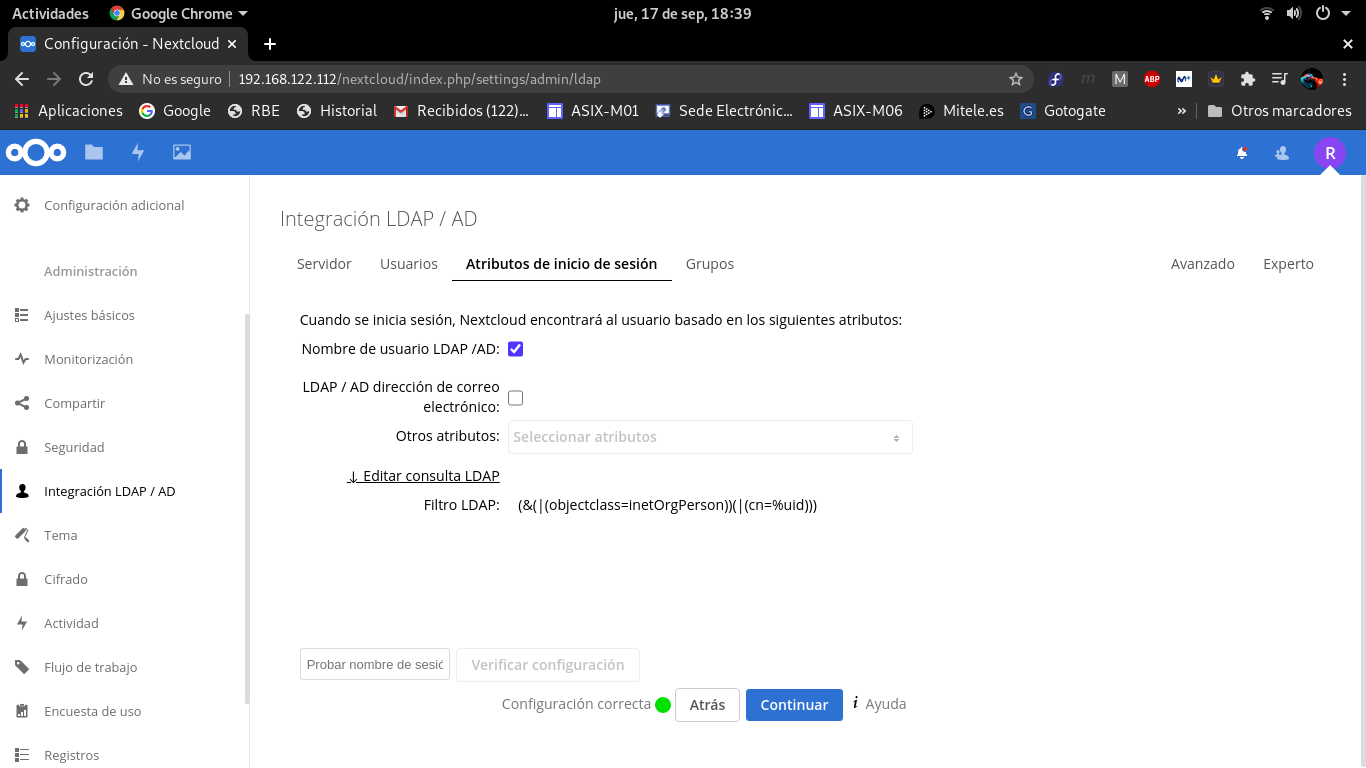 Actividades Google Chrome jue, 17 de sep, 18:39
Configuración - Nextcloud
No es seguro 192.168.122.112/nextcloud/index.php/settings/admin/ldap
Aplicaciones Google RBE Historial Recibidos (122)... ASIX-M01 Sede Electrónic... ASIX-M06 Mitele.es Gotogate » Otros marcadores
R
Configuración adicional
Administración
Ajustes básicos
Monitorización
Compartir
Seguridad
Integración LDAP / AD
Tema
Cifrado
Actividad
Flujo de trabajo
Encuesta de uso
Registros
Integración LDAP / AD
Servidor Usuarios Atributos de inicio de sesión Grupos Avanzado Experto
Cuando se inicia sesión, Nextcloud encontrará al usuario basado en los siguientes atributos:
Nombre de usuario LDAP /AD:
LDAP / AD dirección de correo
electrónico:
Otros atributos: Seleccionar atributos
↓ Editar consulta LDAP
Filtro LDAP: (&(|(objectclass=inetOrgPerson))(|(cn=%uid)))
Probar nombre de sesió Verificar configuración
Configuración correcta Atrás Continuar i Ayuda